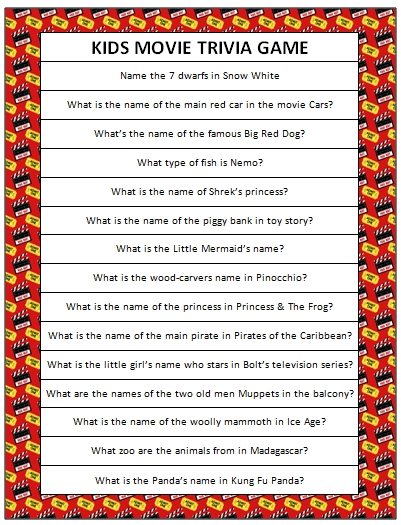 KIDS MOVIE TRIVIA GAME
Name the 7 dwarfs in Snow White
What is the name of the main red car in the movie Cars?
What's the name of the famous Big Red Dog?
What type of fish is Nemo?
What is the name of Shrek's princess?
What is the name of the piggy bank in toy story?
What is the Little Mermaid's name?
What is the wood-carvers name in Pinocchio?
What is the name of the princess in Princess & The Frog?
What is the name of the main pirate in Pirates of the Caribbean?
What is the little girl's name who stars in Bolt's television series?
What are the names of the two old men Muppets in the balcony?
What is the name of the woolly mammoth in Ice Age?
What zoo are the animals from in Madagascar?
What is the Panda's name in Kung Fu Panda?